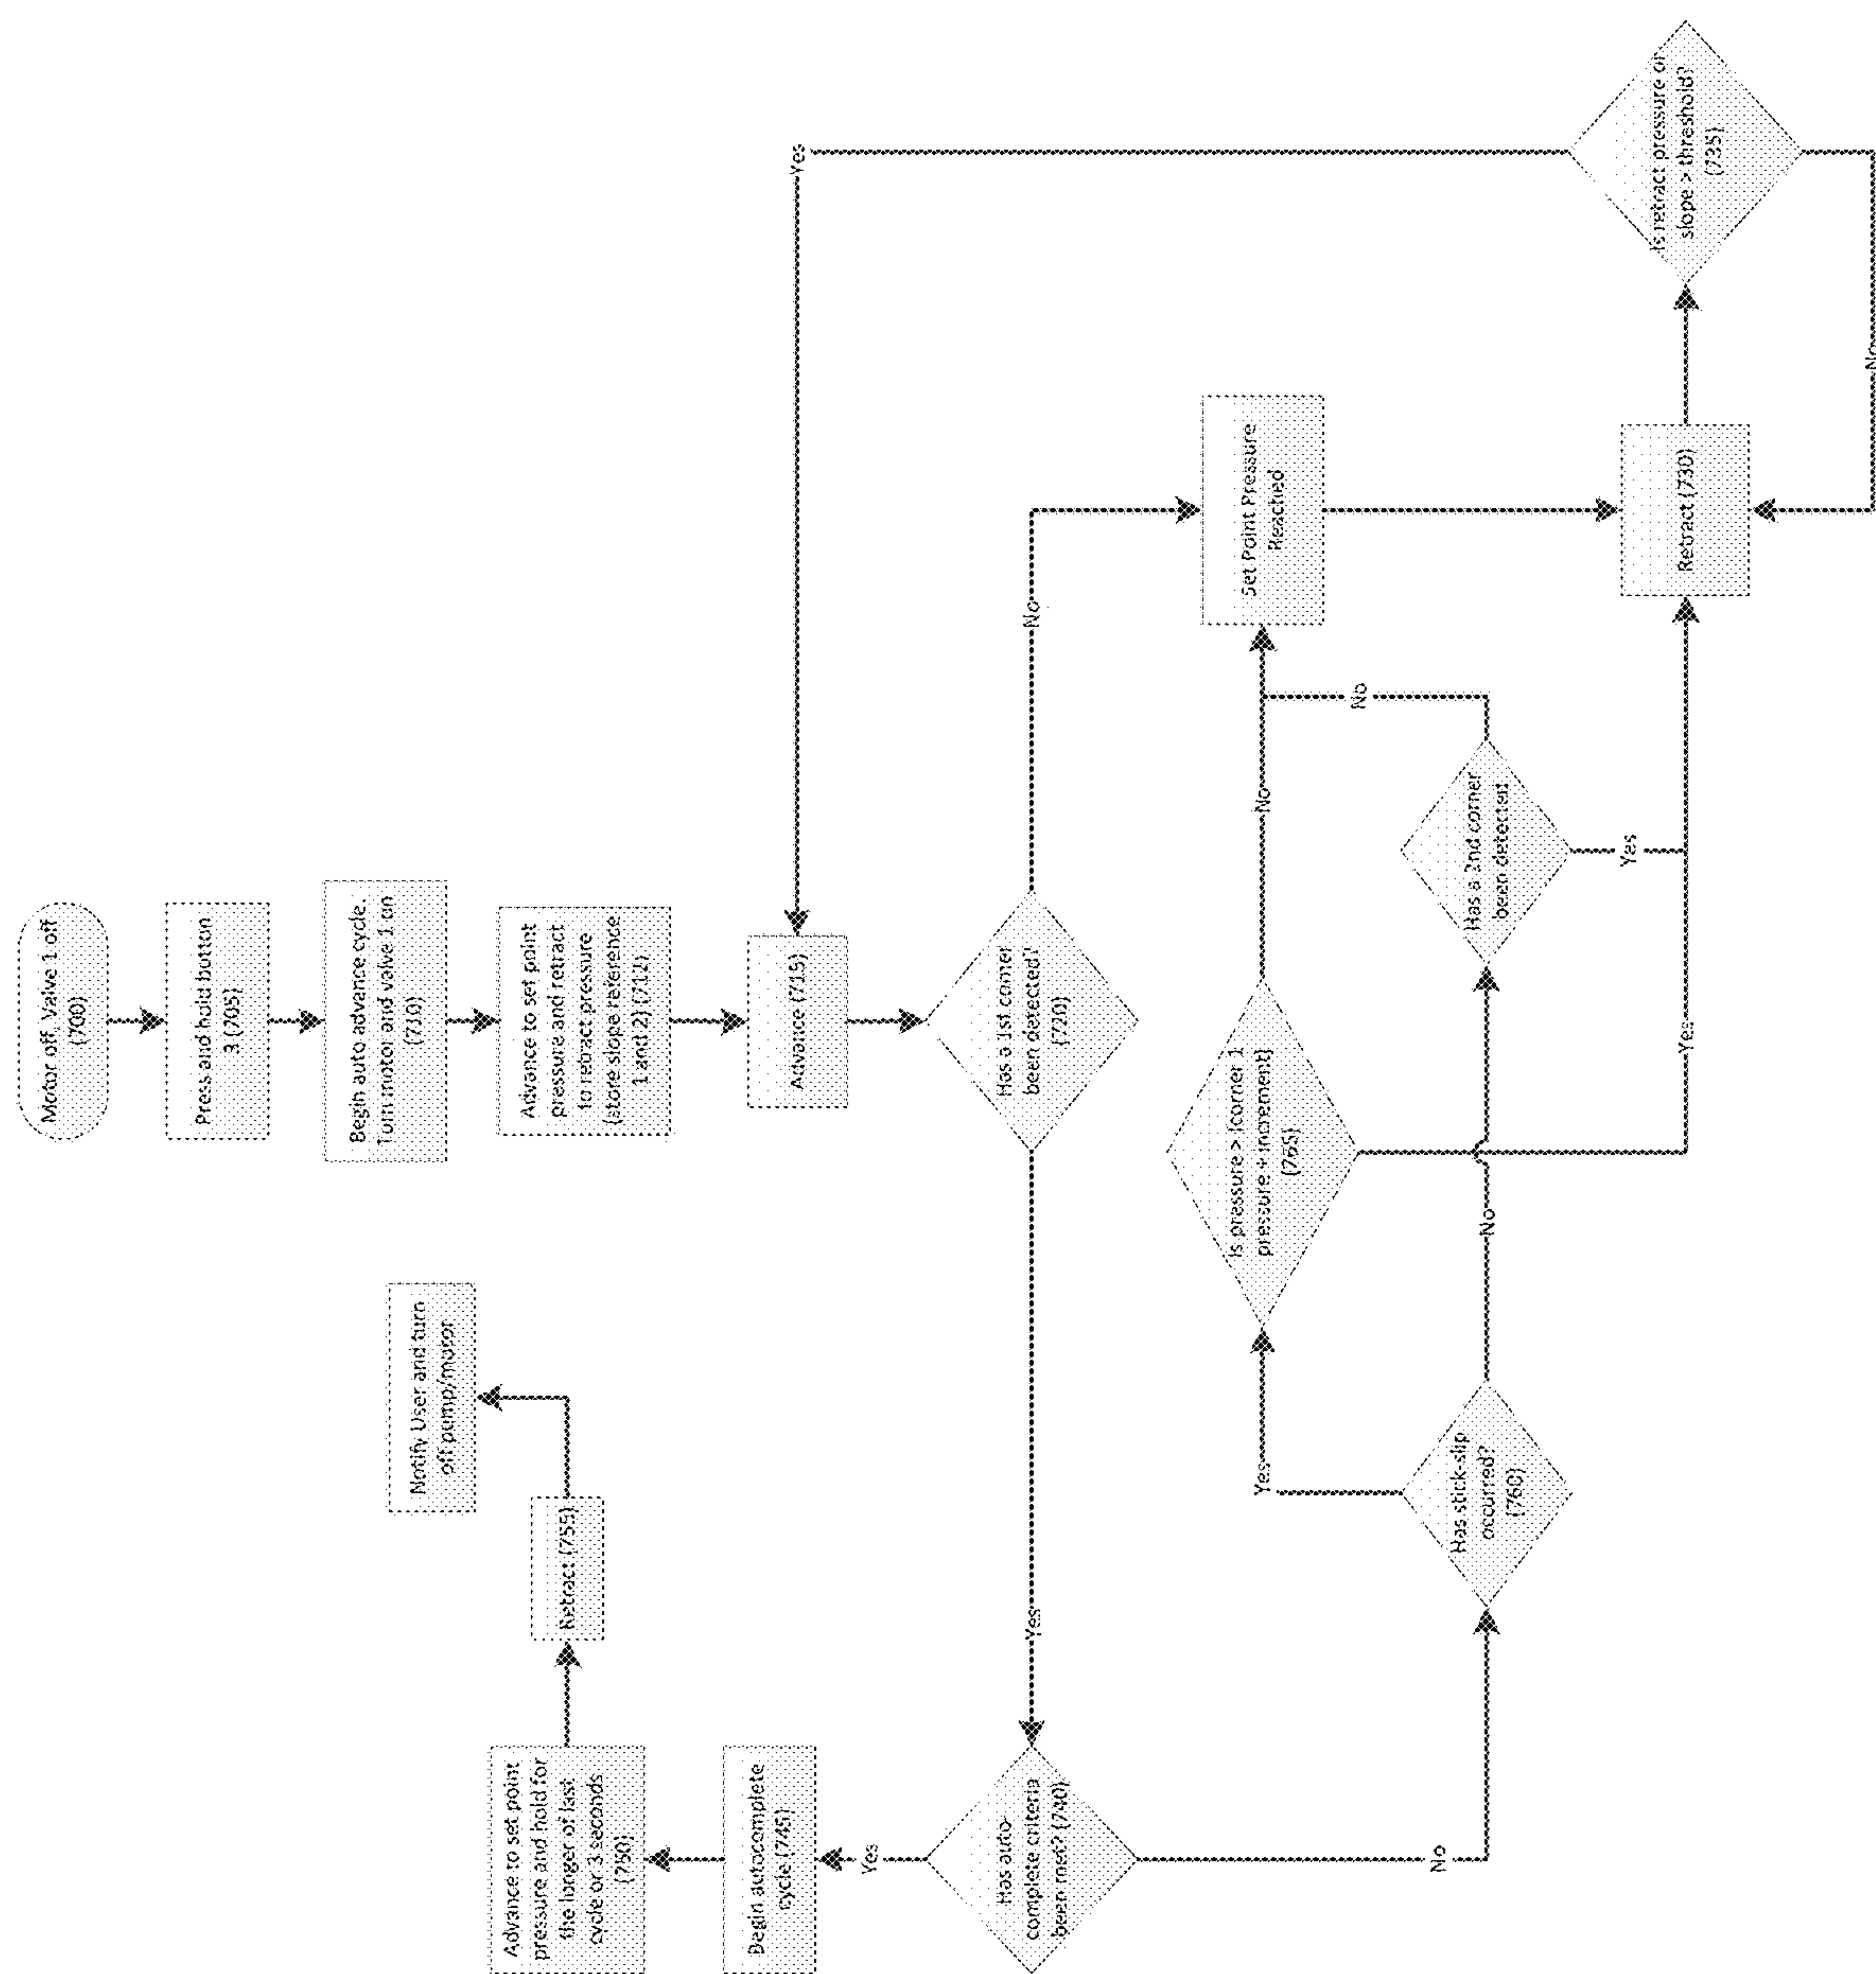 Motor off, Valve 1 off
(700)
Press and hold button
3 (705)
Begin auto advance cycle.
Turn motor and valve 1 on
(710)
Advance to set point
pressure and retract
to retract pressure
(store slope reference
1 and 2) (712)
Advance (715)
Has a 1st corner
been detected?
(720)
No
Yes
Set Point Pressure
Reached
Retract (730)
Is retract pressure or
slope > threshold?
(735)
Yes
No
Has auto-
complete criteria
been met? (740)
Yes
No
Begin autocomplete
cycle (745)
Advance to set point
pressure and hold for
the longer of last
cycle or 3 seconds
(750)
Retract (755)
Notify User and turn
off pump/motor
Has stick-slip
occurred?
(760)
Yes
No
Is pressure > (corner 1
pressure + increment)
(765)
No
Yes
Has a 2nd corner
been detected
No
Yes